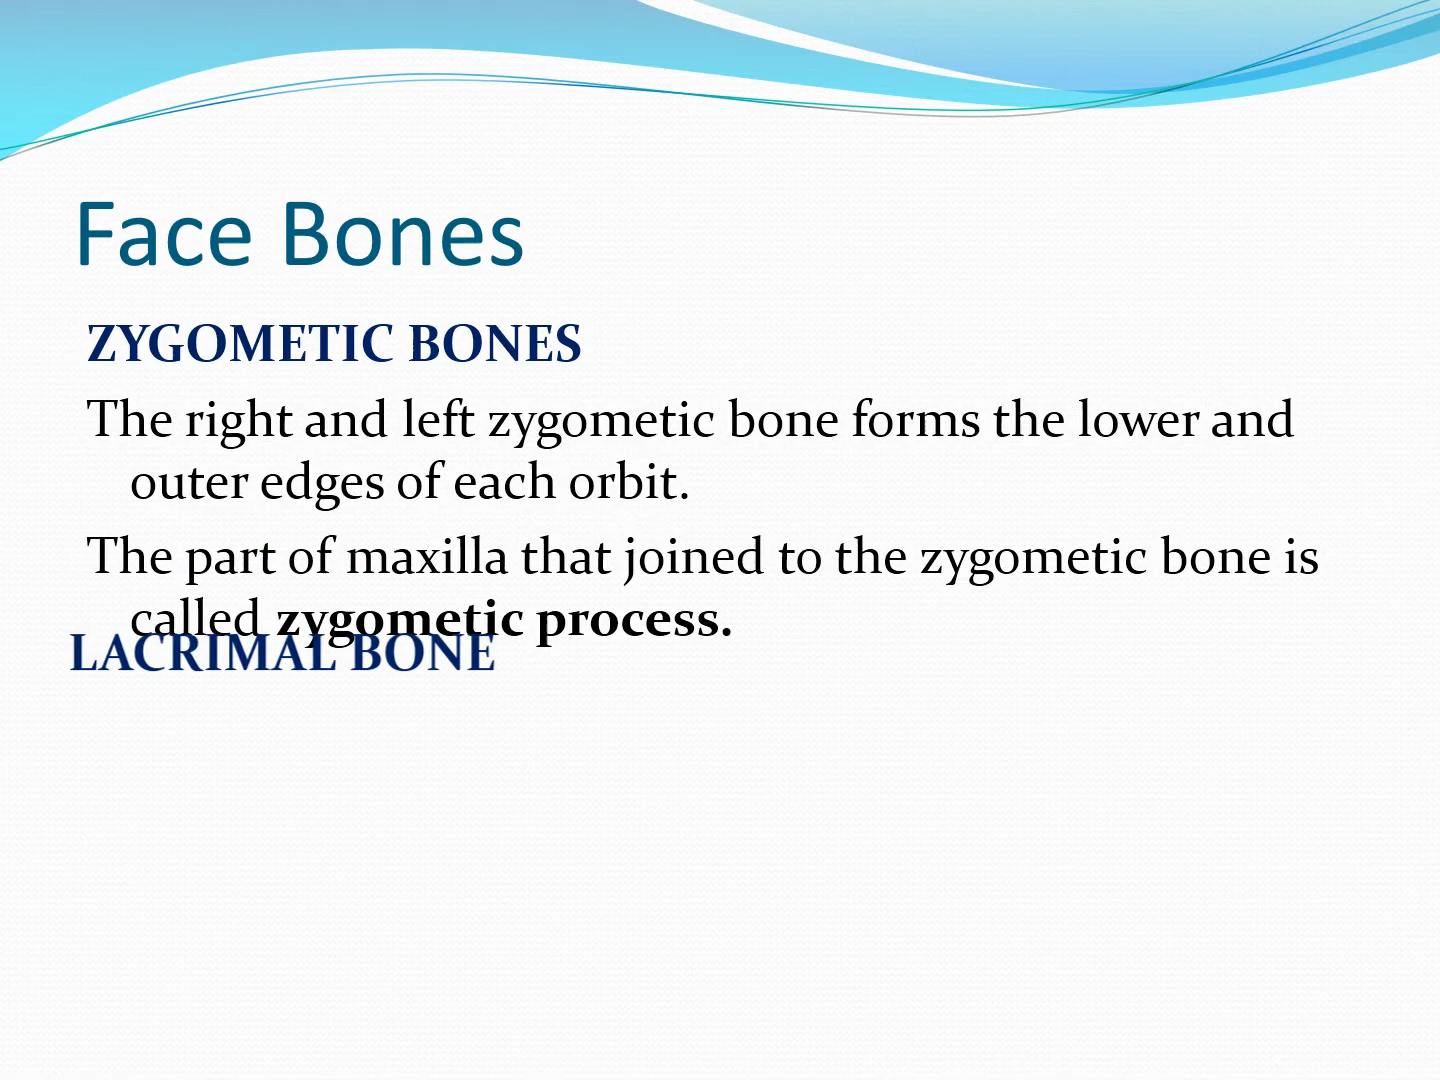 Face Bones
ZYGOMETIC BONES
The right and left zygometic bone forms the lower and
outer edges of each orbit.
The part of maxilla that joined to the zygometic bone is
called zygometic process.
LACRIMAL BONE